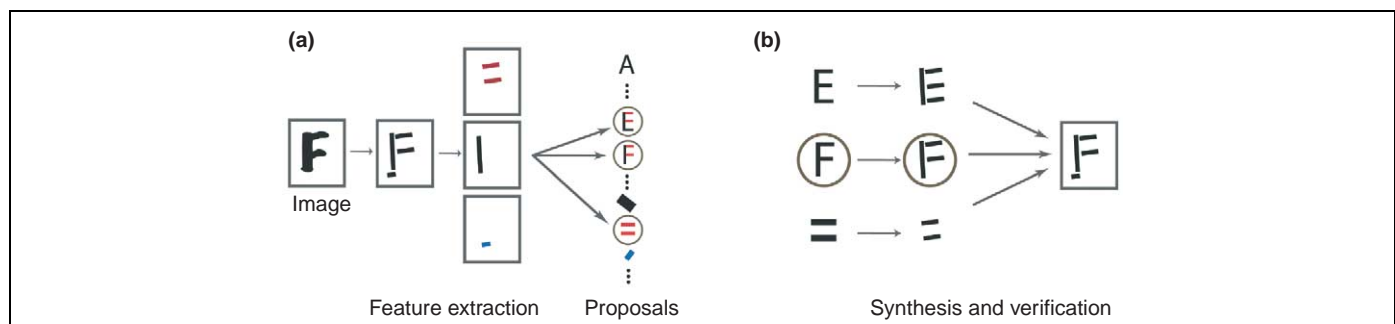 (a)
F
F
Image
Feature extraction
A
E
F
=
Proposals
(b)
E
E
F
F
F
=
=
Synthesis and verification